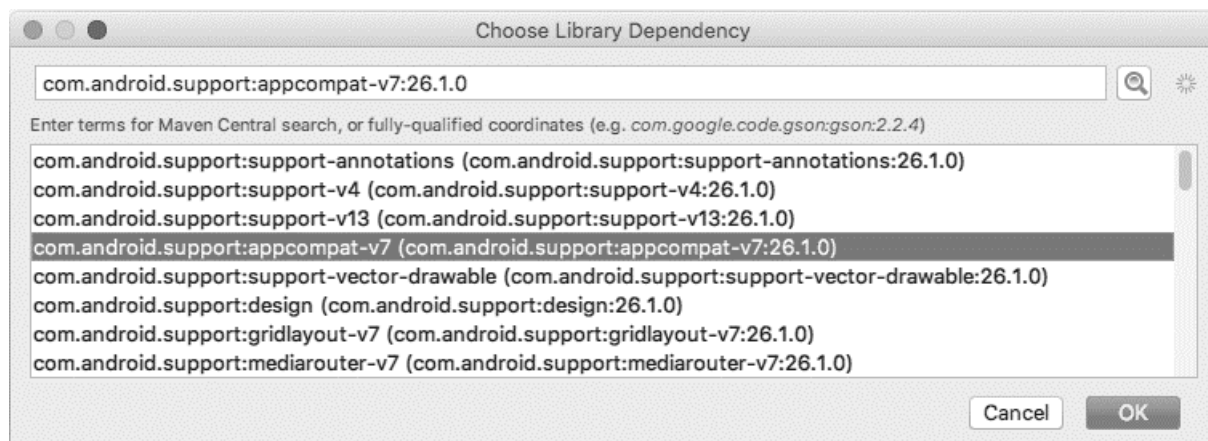 Choose Library Dependency
com.android.support:appcompat-v7:26.1.0
Enter terms for Maven Central search, or fully-qualified coordinates (e.g. com.google.code.gson:gson:2.2.4)
com.android.support:support-annotations (com.android.support:support-annotations:26.1.0)
com.android.support:support-v4 (com.android.support:support-v4:26.1.0)
com.android.support:support-v13 (com.android.support:support-v13:26.1.0)
com.android.support:appcompat-v7 (com.android.support:appcompat-v7:26.1.0)
com.android.support:support-vector-drawable (com.android.support:support-vector-drawable:26.1.0)
com.android.support:design (com.android.support:design:26.1.0)
com.android.support:gridlayout-v7 (com.android.support:gridlayout-v7:26.1.0)
com.android.support:mediarouter-v7 (com.android.support:mediarouter-v7:26.1.0)
Cancel OK